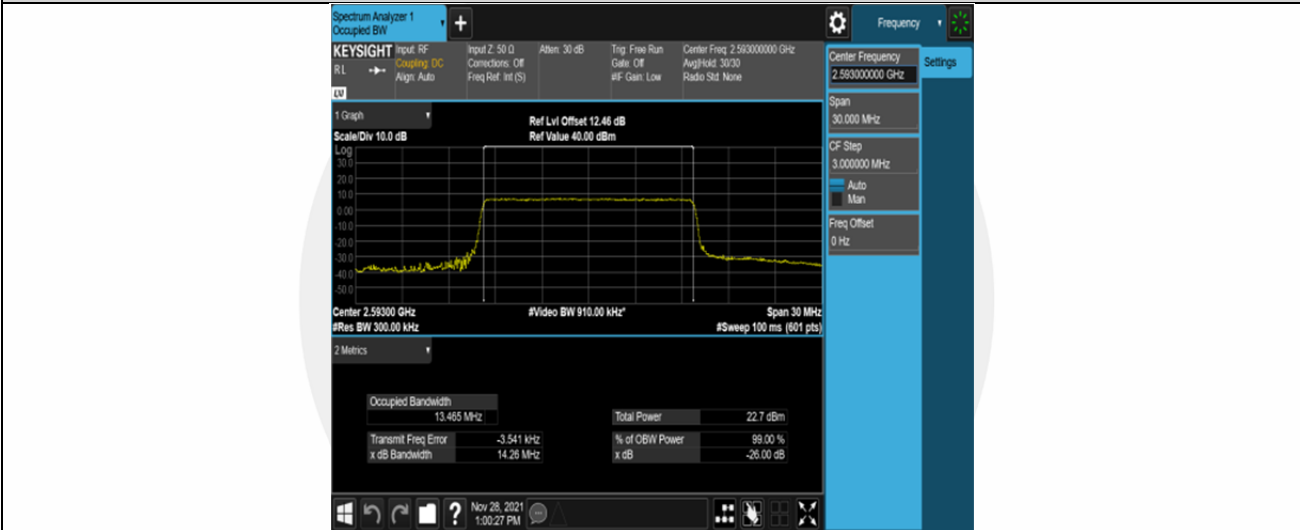 Spectrum Analyzer 1
Occupied BW
+
Frequency
KEYSIGHT
RL
LXI
Input: RF
Coupling: DC
Align: Auto
Input Z: 50 Ω
Corrections: Off
Freq Ref: Int (S)
Atten: 30 dB
Trig: Free Run
Gate: Off
#IF Gain: Low
Center Freq: 2.593000000 GHz
Avg|Hold: 30/30
Radio Std: None
Center Frequency
2.593000000 GHz
Settings
Span
30.000 MHz
CF Step
3.000000 MHz
Auto
Man
Freq Offset
0 Hz
1 Graph
Ref Lvl Offset 12.46 dB
Scale/Div 10.0 dB
Ref Value 40.00 dBm
Log
30.0
20.0
10.0
0.00
-10.0
-20.0
-30.0
-40.0
-50.0
Center 2.59300 GHz
#Video BW 910.00 kHz*
Span 30 MHz
#Res BW 300.00 kHz
#Sweep 100 ms (601 pts)
2 Metrics
Occupied Bandwidth
13.465 MHz
Total Power 22.7 dBm
Transmit Freq Error -3.541 kHz
% of OBW Power 99.00 %
x dB Bandwidth 14.26 MHz
x dB -26.00 dB
?
Nov 28, 2021
1:00:27 PM